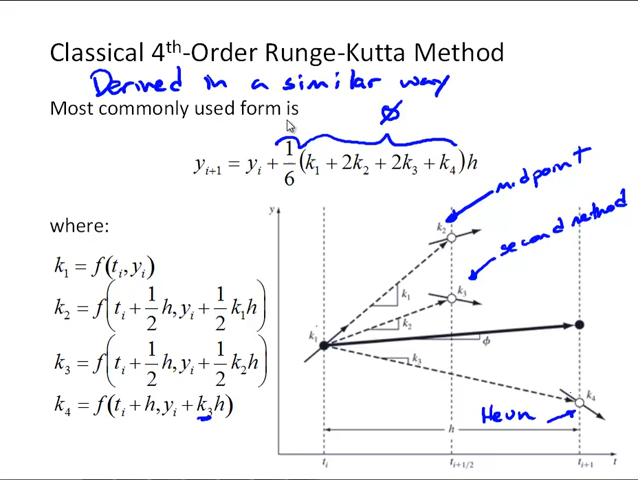 Classical 4th-Order Runge-Kutta Method
Derived in a similar way
Most commonly used form is
ϕ
y_{i+1} = y_i + 1/6 (k_1 + 2k_2 + 2k_3 + k_4) h
midpoint
where:
second method
k_1 = f(t_i, y_i)
k_2 = f(t_i + 1/2 h, y_i + 1/2 k_1 h)
k_3 = f(t_i + 1/2 h, y_i + 1/2 k_2 h)
k_4 = f(t_i + h, y_i + k_3 h)
y
k_2
k_3
k_1
k_1
k_2
ϕ
k_3
k_4
Heun
h
t_i
t_{i+1/2}
t_{i+1}
t